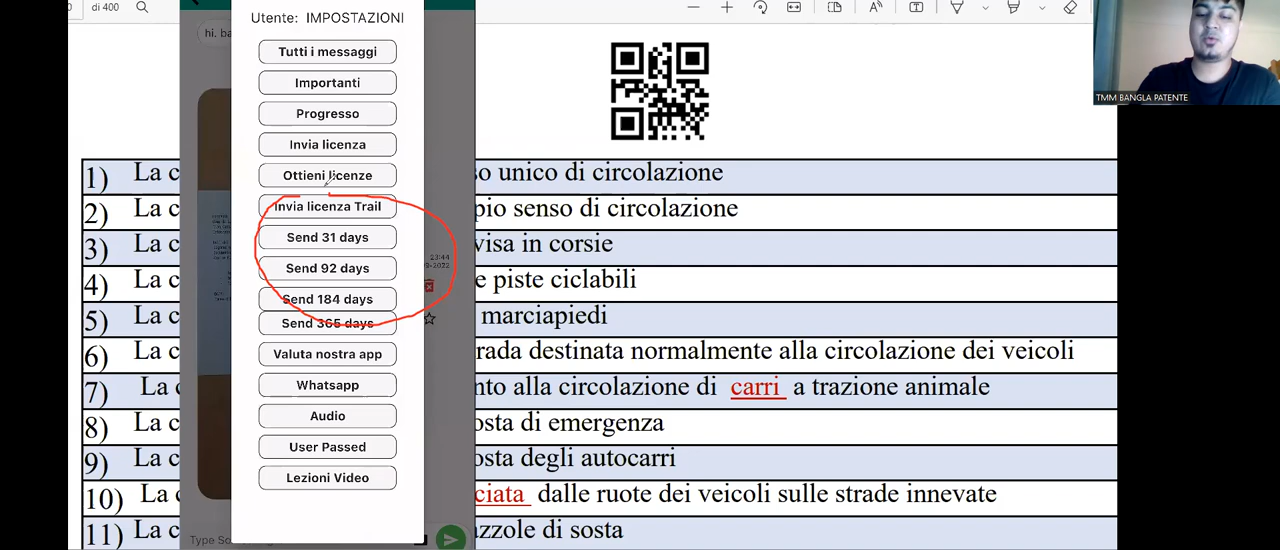 di 400
TMM BANGLA PATENTE
Utente: IMPOSTAZIONI
hi. ba
Tutti i messaggi
Importanti
Progresso
Invia licenza
Ottieni licenze
Invia licenza Trail
Send 31 days
Send 92 days
Send 184 days
Send 365 days
Valuta nostra app
Whatsapp
Audio
User Passed
Lezioni Video
23:44
Type So
1) La c so unico di circolazione
2) La c pio senso di circolazione
3) La c visa in corsie
4) La c e piste ciclabili
5) La c marciapiedi
6) La c rada destinata normalmente alla circolazione dei veicoli
7) La c nto alla circolazione di carri a trazione animale
8) La c osta di emergenza
9) La c osta degli autocarri
10) La c ciata dalle ruote dei veicoli sulle strade innevate
11) La c azzole di sosta